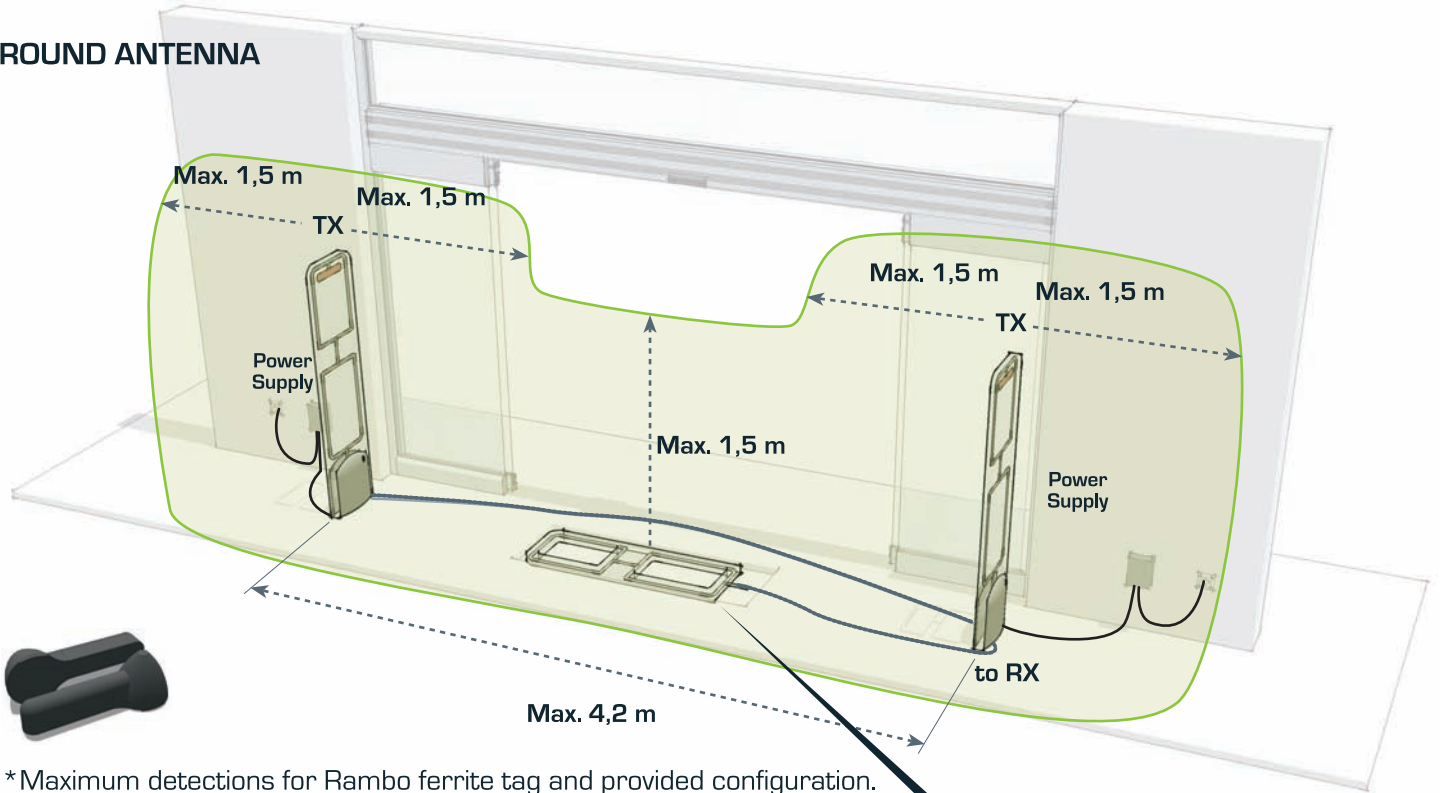 ROUND ANTENNA
Max. 1,5 m
Max. 1,5 m
TX
Max. 1,5 m
Max. 1,5 m
TX
Power
Supply
Max. 1,5 m
Power
Supply
to RX
Max. 4,2 m
*Maximum detections for Rambo ferrite tag and provided configuration.